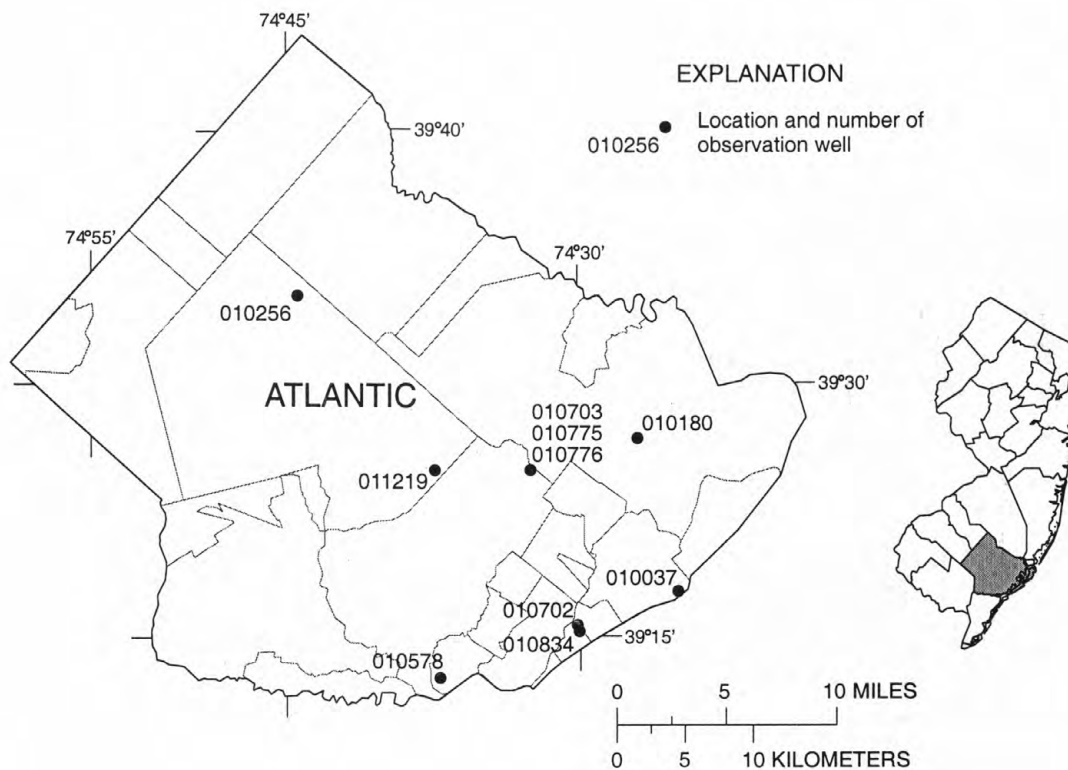 74°45'
EXPLANATION
39°40'
010256
Location and number of
observation well
74°55'
74°30'
010256
ATLANTIC
39°30'
010703
010775
010776
010180
011219
010037
010702
010834
39°15'
010578
0 5 10 MILES
0 5 10 KILOMETERS